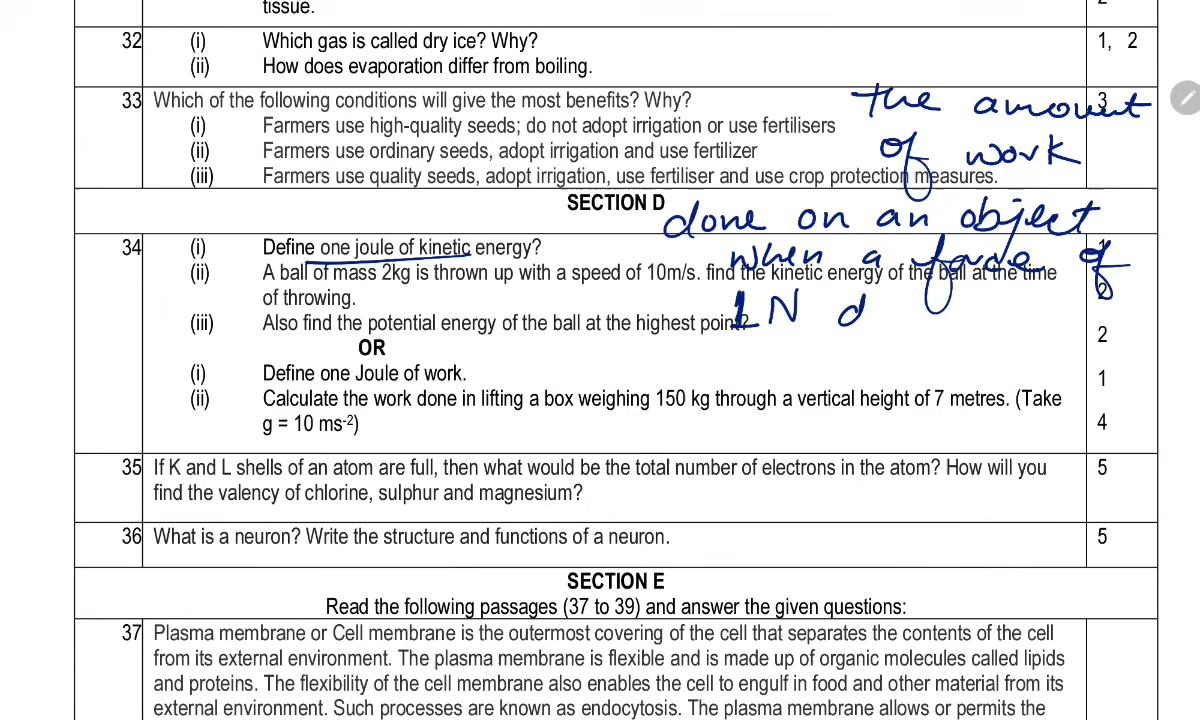 tissue. 2
32 (i) Which gas is called dry ice? Why? 1, 2
(ii) How does evaporation differ from boiling.
33 Which of the following conditions will give the most benefits? Why? 3
the amount
(i) Farmers use high-quality seeds; do not adopt irrigation or use fertilisers
(ii) Farmers use ordinary seeds, adopt irrigation and use fertilizer
of work
(iii) Farmers use quality seeds, adopt irrigation, use fertiliser and use crop protection measures.
SECTION D
done on an object
34 (i) Define one joule of kinetic energy? 1
when a force of
(ii) A ball of mass 2kg is thrown up with a speed of 10m/s. find the kinetic energy of the ball at the time
of throwing. 2
1 N d
(iii) Also find the potential energy of the ball at the highest point? 2
OR
(i) Define one Joule of work. 1
(ii) Calculate the work done in lifting a box weighing 150 kg through a vertical height of 7 metres. (Take
g = 10 ms-2) 4
35 If K and L shells of an atom are full, then what would be the total number of electrons in the atom? How will you 5
find the valency of chlorine, sulphur and magnesium?
36 What is a neuron? Write the structure and functions of a neuron. 5
SECTION E
Read the following passages (37 to 39) and answer the given questions:
37 Plasma membrane or Cell membrane is the outermost covering of the cell that separates the contents of the cell
from its external environment. The plasma membrane is flexible and is made up of organic molecules called lipids
and proteins. The flexibility of the cell membrane also enables the cell to engulf in food and other material from its
external environment. Such processes are known as endocytosis. The plasma membrane allows or permits the